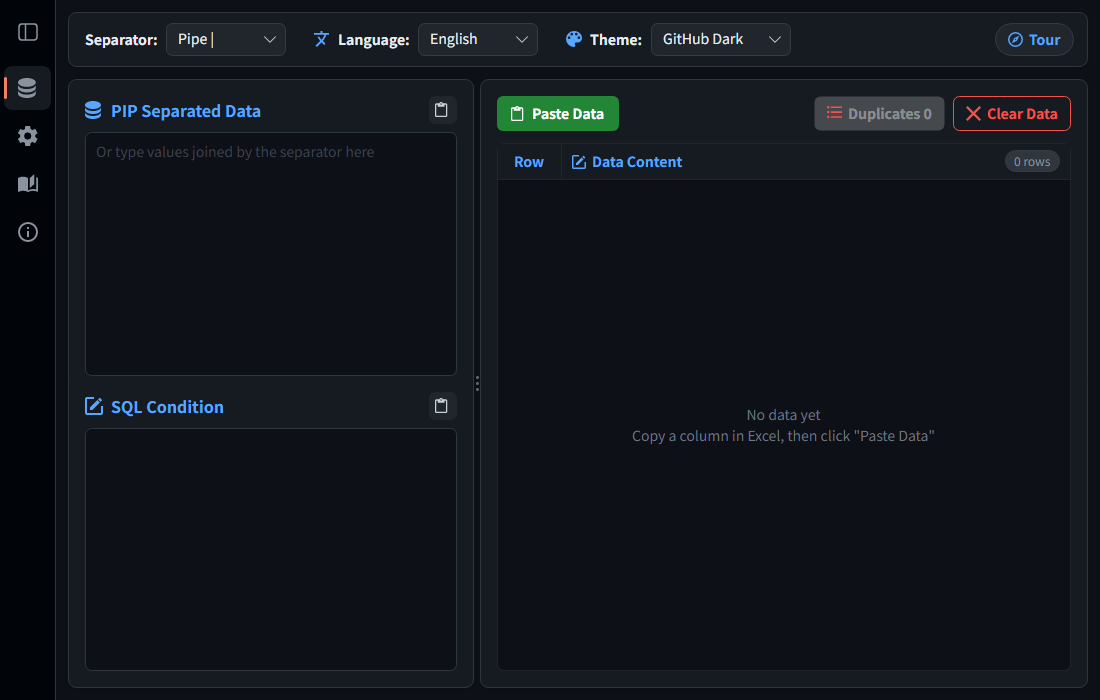 Separator: Pipe | Language: English Theme: GitHub Dark Tour
PIP Separated Data
Or type values joined by the separator here
SQL Condition
Paste Data Duplicates 0 Clear Data
Row Data Content 0 rows
No data yet
Copy a column in Excel, then click "Paste Data"